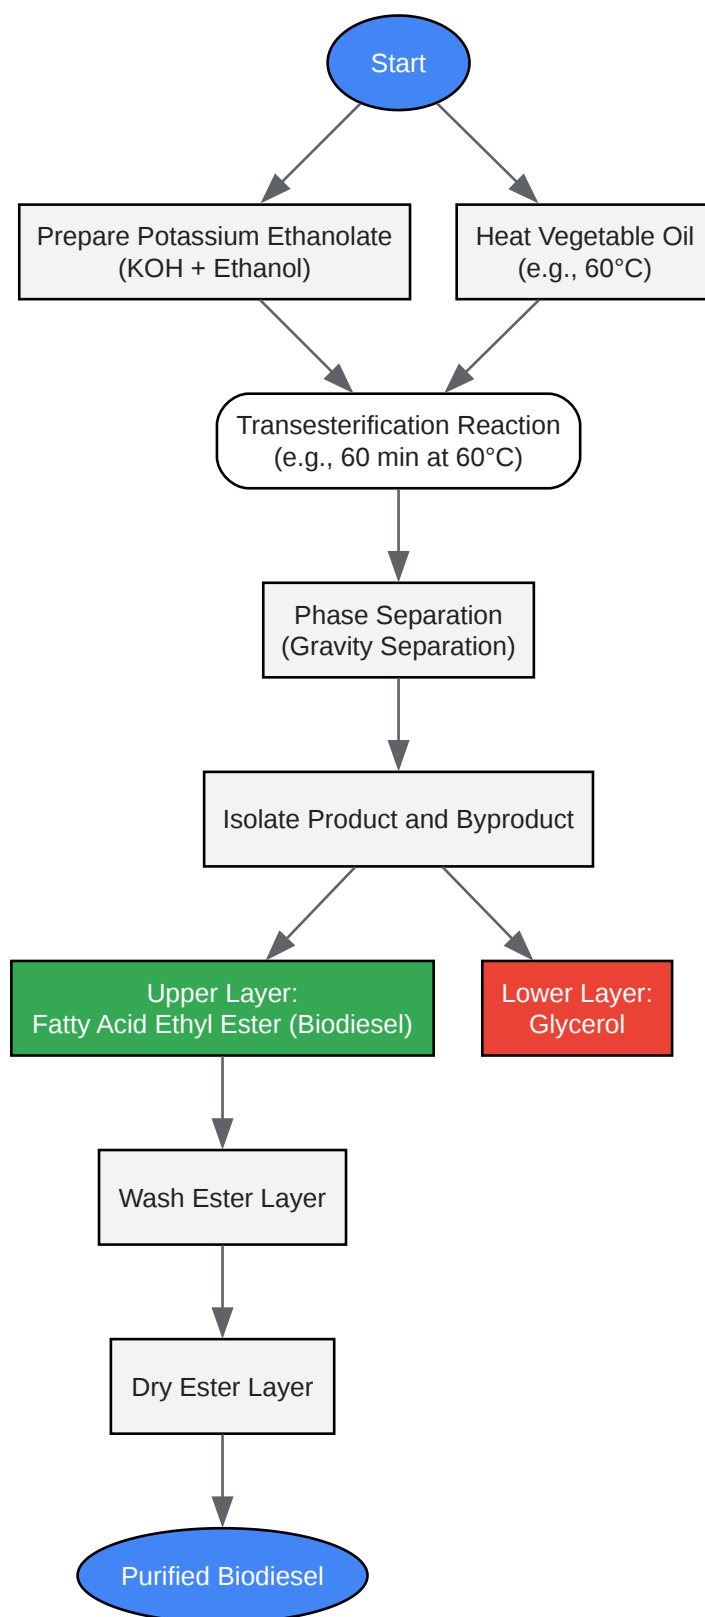 Start
Prepare Potassium Ethanolate
(KOH + Ethanol)
Heat Vegetable Oil
(e.g., 60°C)
Transesterification Reaction
(e.g., 60 min at 60°C)
Phase Separation
(Gravity Separation)
Isolate Product and Byproduct
Upper Layer:
Fatty Acid Ethyl Ester (Biodiesel)
Lower Layer:
Glycerol
Wash Ester Layer
Dry Ester Layer
Purified Biodiesel